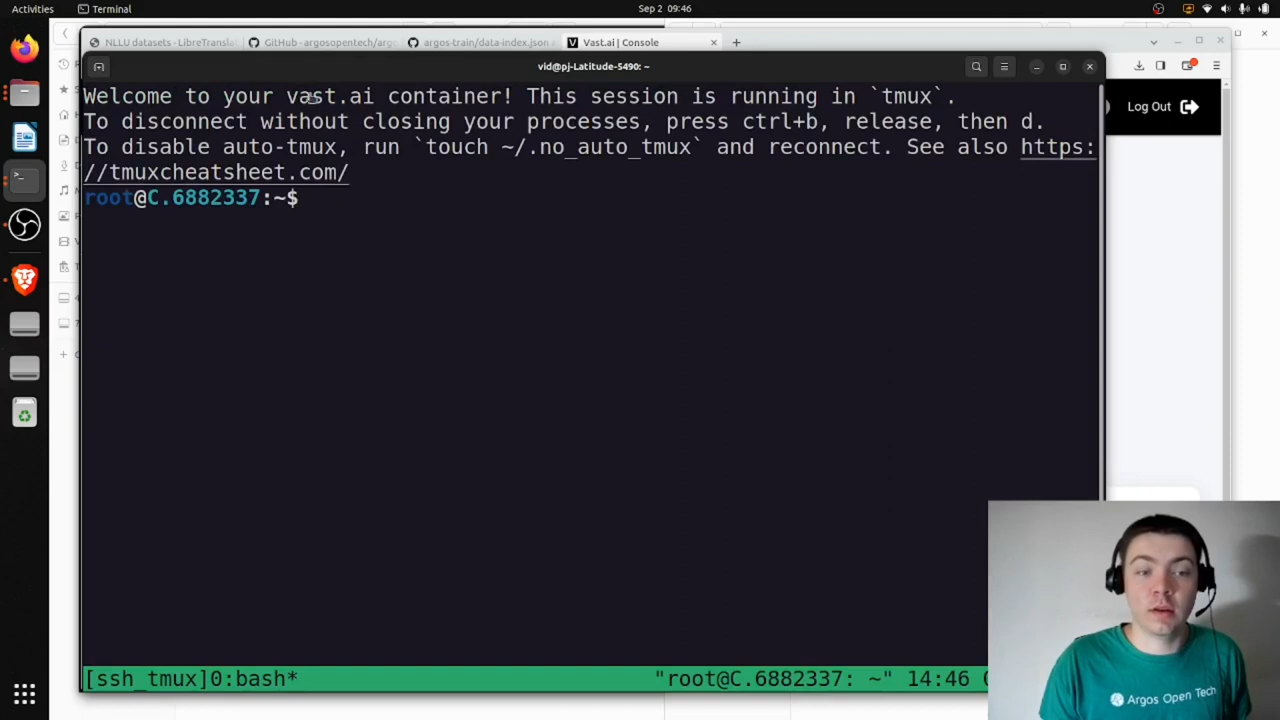 Activities
Terminal
Sep 2 09:46
NLLU datasets - LibreTransla
GitHub - argosopentech/argo
argos-train/data-index.json
Vast.ai | Console
vid@pj-Latitude-5490: ~
Log Out
Welcome to your vast.ai container! This session is running in `tmux`.
To disconnect without closing your processes, press ctrl+b, release, then d.
To disable auto-tmux, run `touch ~/.no_auto_tmux` and reconnect. See also https:
//tmuxcheatsheet.com/
root@C.6882337:~$
[ssh_tmux]0:bash*
"root@C.6882337: ~" 14:46
Argos Open Tech